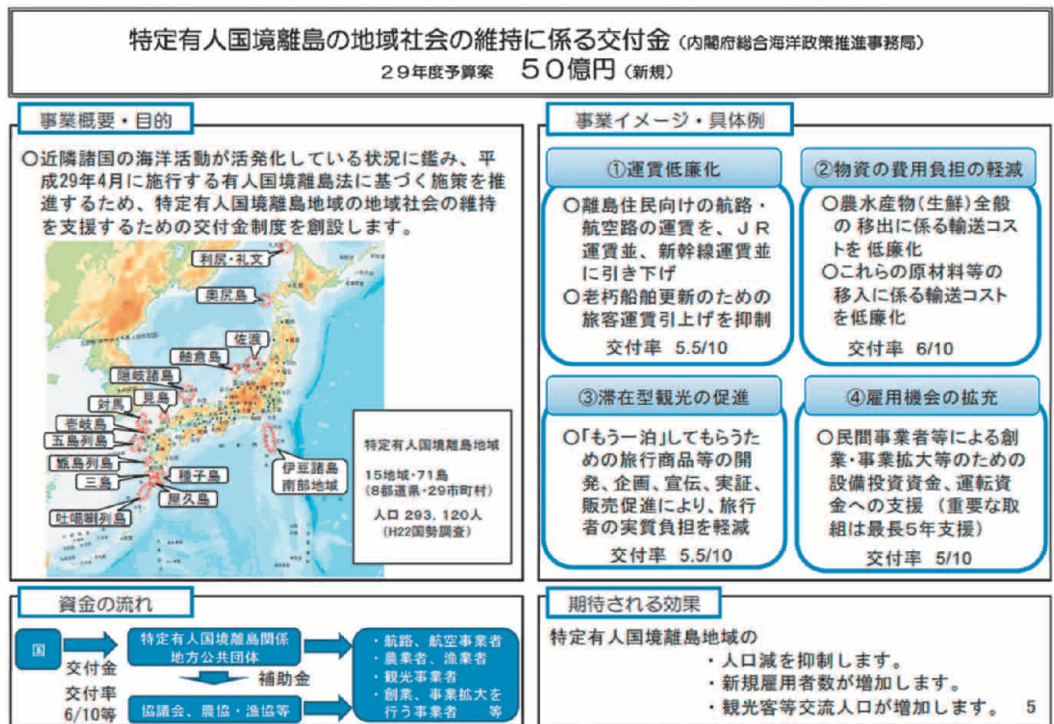 特定有人国境離島の地域社会の維持に係る交付金（内閣府総合海洋政策推進事務局）
２９年度予算案　５０億円（新規）
事業概要・目的
○近隣諸国の海洋活動が活発化している状況に鑑み、平
成29年4月に施行する有人国境離島法に基づく施策を推
進するため、特定有人国境離島地域の地域社会の維持
を支援するための交付金制度を創設します。
利尻・礼文
奥尻島
佐渡
舳倉島
隠岐諸島
見島
対馬
壱岐島
五島列島
甑島列島
種子島
三島
屋久島
吐噶喇列島
伊豆諸島
南部地域
特定有人国境離島地域
15地域・71島
(8都道県・29市町村)
人口 293，120人
(H22国勢調査)
事業イメージ・具体例
①運賃低廉化
○離島住民向けの航路・
航空路の運賃を、ＪＲ
運賃並、新幹線運賃並
に引き下げ
○老朽船舶更新のための
旅客運賃引上げを抑制
交付率 5.5/10
②物資の費用負担の軽減
○農水産物(生鮮)全般
の 移出に係る輸送コス
トを 低廉化
○これらの原材料等の
移入に係る輸送コスト
を低廉化
交付率 6/10
③滞在型観光の促進
○「もう一泊」してもらうた
めの旅行商品等の開
発、企画、宣伝、実証、
販売促進により、旅行
者の実質負担を軽減
交付率 5.5/10
④雇用機会の拡充
○民間事業者等による創
業・事業拡大等のための
設備投資資金、運転資
金への支援（重要な取
組は最長5年支援）
交付率 5/10
資金の流れ
国
交付金
交付率
6/10等
特定有人国境離島関係
地方公共団体
補助金
協議会、農協・漁協等
・航路、航空事業者
・農業者、漁業者
・観光事業者
・創業、事業拡大を
行う事業者　等
期待される効果
特定有人国境離島地域の
・人口減を抑制します。
・新規雇用者数が増加します。
・観光客等交流人口が増加します。
5